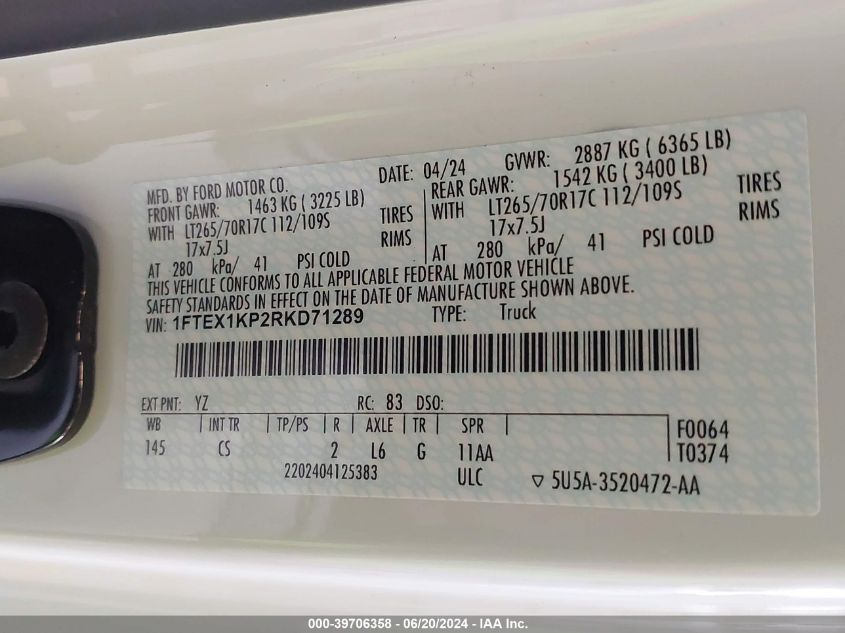 MFD. BY FORD MOTOR CO. DATE: 04/24 GVWR: 2887 KG ( 6365 LB)
FRONT GAWR: 1463 KG ( 3225 LB) REAR GAWR: 1542 KG ( 3400 LB)
WITH LT265/70R17C 112/109S TIRES WITH LT265/70R17C 112/109S TIRES
17x7.5J RIMS 17x7.5J RIMS
AT 280 kPa/ 41 PSI COLD AT 280 kPa/ 41 PSI COLD
THIS VEHICLE CONFORMS TO ALL APPLICABLE FEDERAL MOTOR VEHICLE
SAFETY STANDARDS IN EFFECT ON THE DATE OF MANUFACTURE SHOWN ABOVE.
VIN: 1FTEX1KP2RKD71289 TYPE: Truck
EXT PNT: YZ RC: 83 DSO:
WB INT TR TP/PS R AXLE TR SPR F0064
145 CS 2 L6 G 11AA T0374
2202404125383 ULC 5U5A-3520472-AA
000-39706358 - 06/20/2024 - IAA Inc.